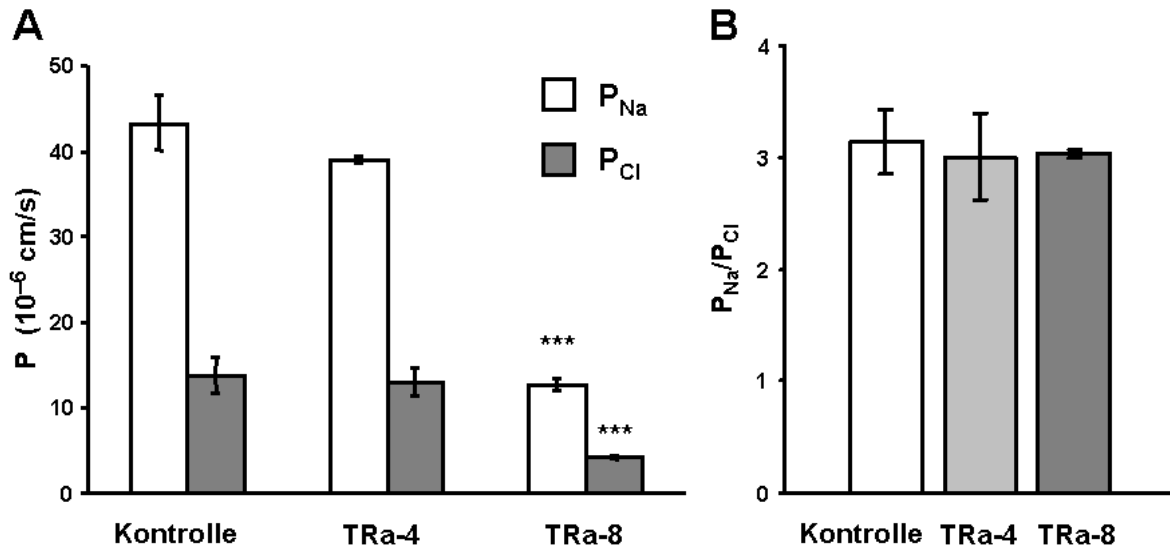 A
P (10⁻⁶ cm/s)
50
40
30
20
10
0
P_Na
P_Cl
***
***
Kontrolle TRa-4 TRa-8
B
P_Na/P_Cl
4
3
2
1
0
Kontrolle TRa-4 TRa-8